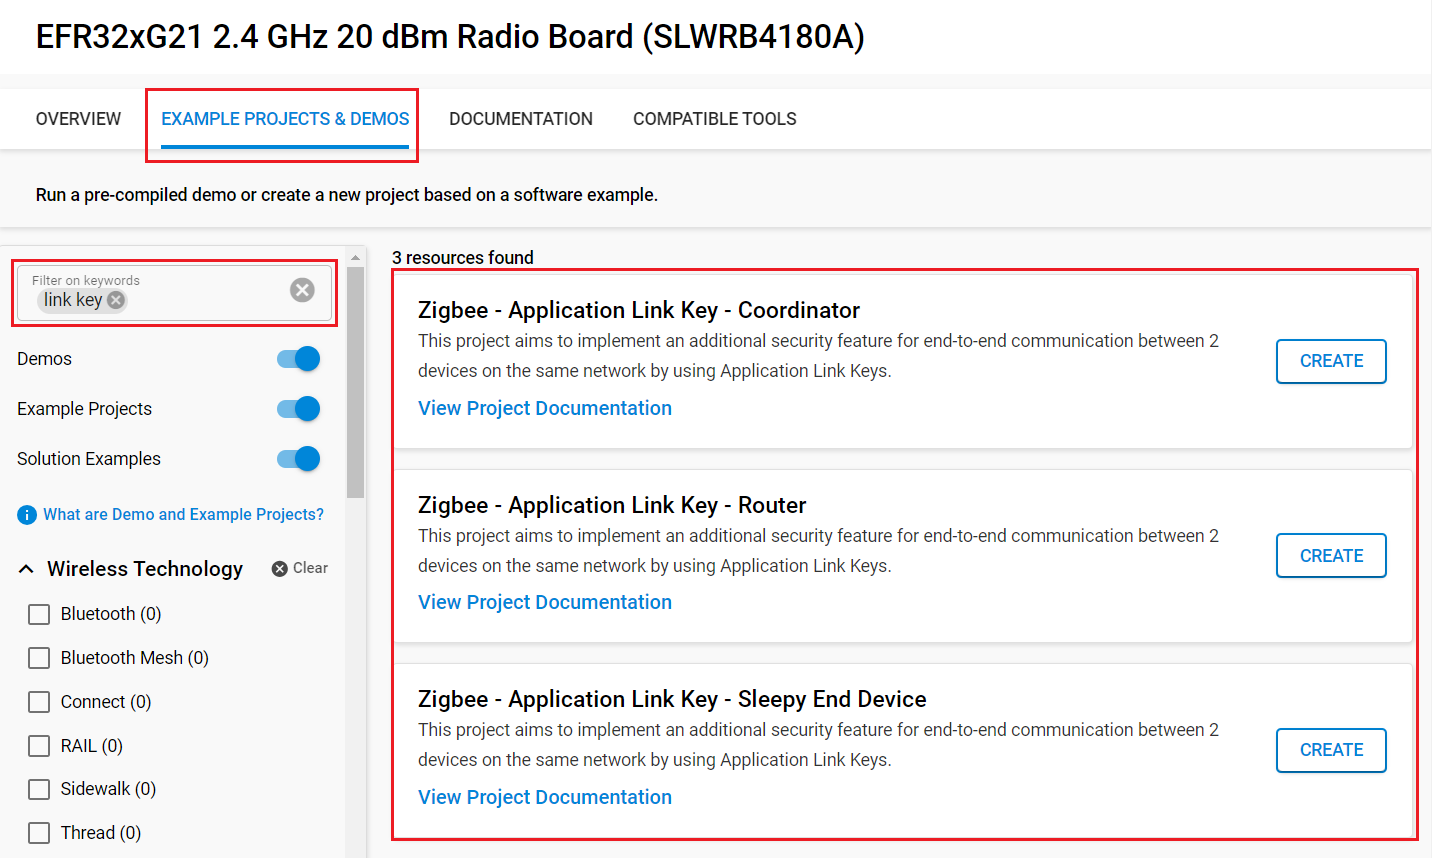 EFR32xG21 2.4 GHz 20 dBm Radio Board (SLWRB4180A)
OVERVIEW
EXAMPLE PROJECTS & DEMOS
DOCUMENTATION
COMPATIBLE TOOLS
Run a pre-compiled demo or create a new project based on a software example.
Filter on keywords
link key
Demos
Example Projects
Solution Examples
What are Demo and Example Projects?
Wireless Technology
Clear
Bluetooth (0)
Bluetooth Mesh (0)
Connect (0)
RAIL (0)
Sidewalk (0)
Thread (0)
3 resources found
Zigbee - Application Link Key - Coordinator
This project aims to implement an additional security feature for end-to-end communication between 2
devices on the same network by using Application Link Keys.
View Project Documentation
CREATE
Zigbee - Application Link Key - Router
This project aims to implement an additional security feature for end-to-end communication between 2
devices on the same network by using Application Link Keys.
View Project Documentation
CREATE
Zigbee - Application Link Key - Sleepy End Device
This project aims to implement an additional security feature for end-to-end communication between 2
devices on the same network by using Application Link Keys.
View Project Documentation
CREATE